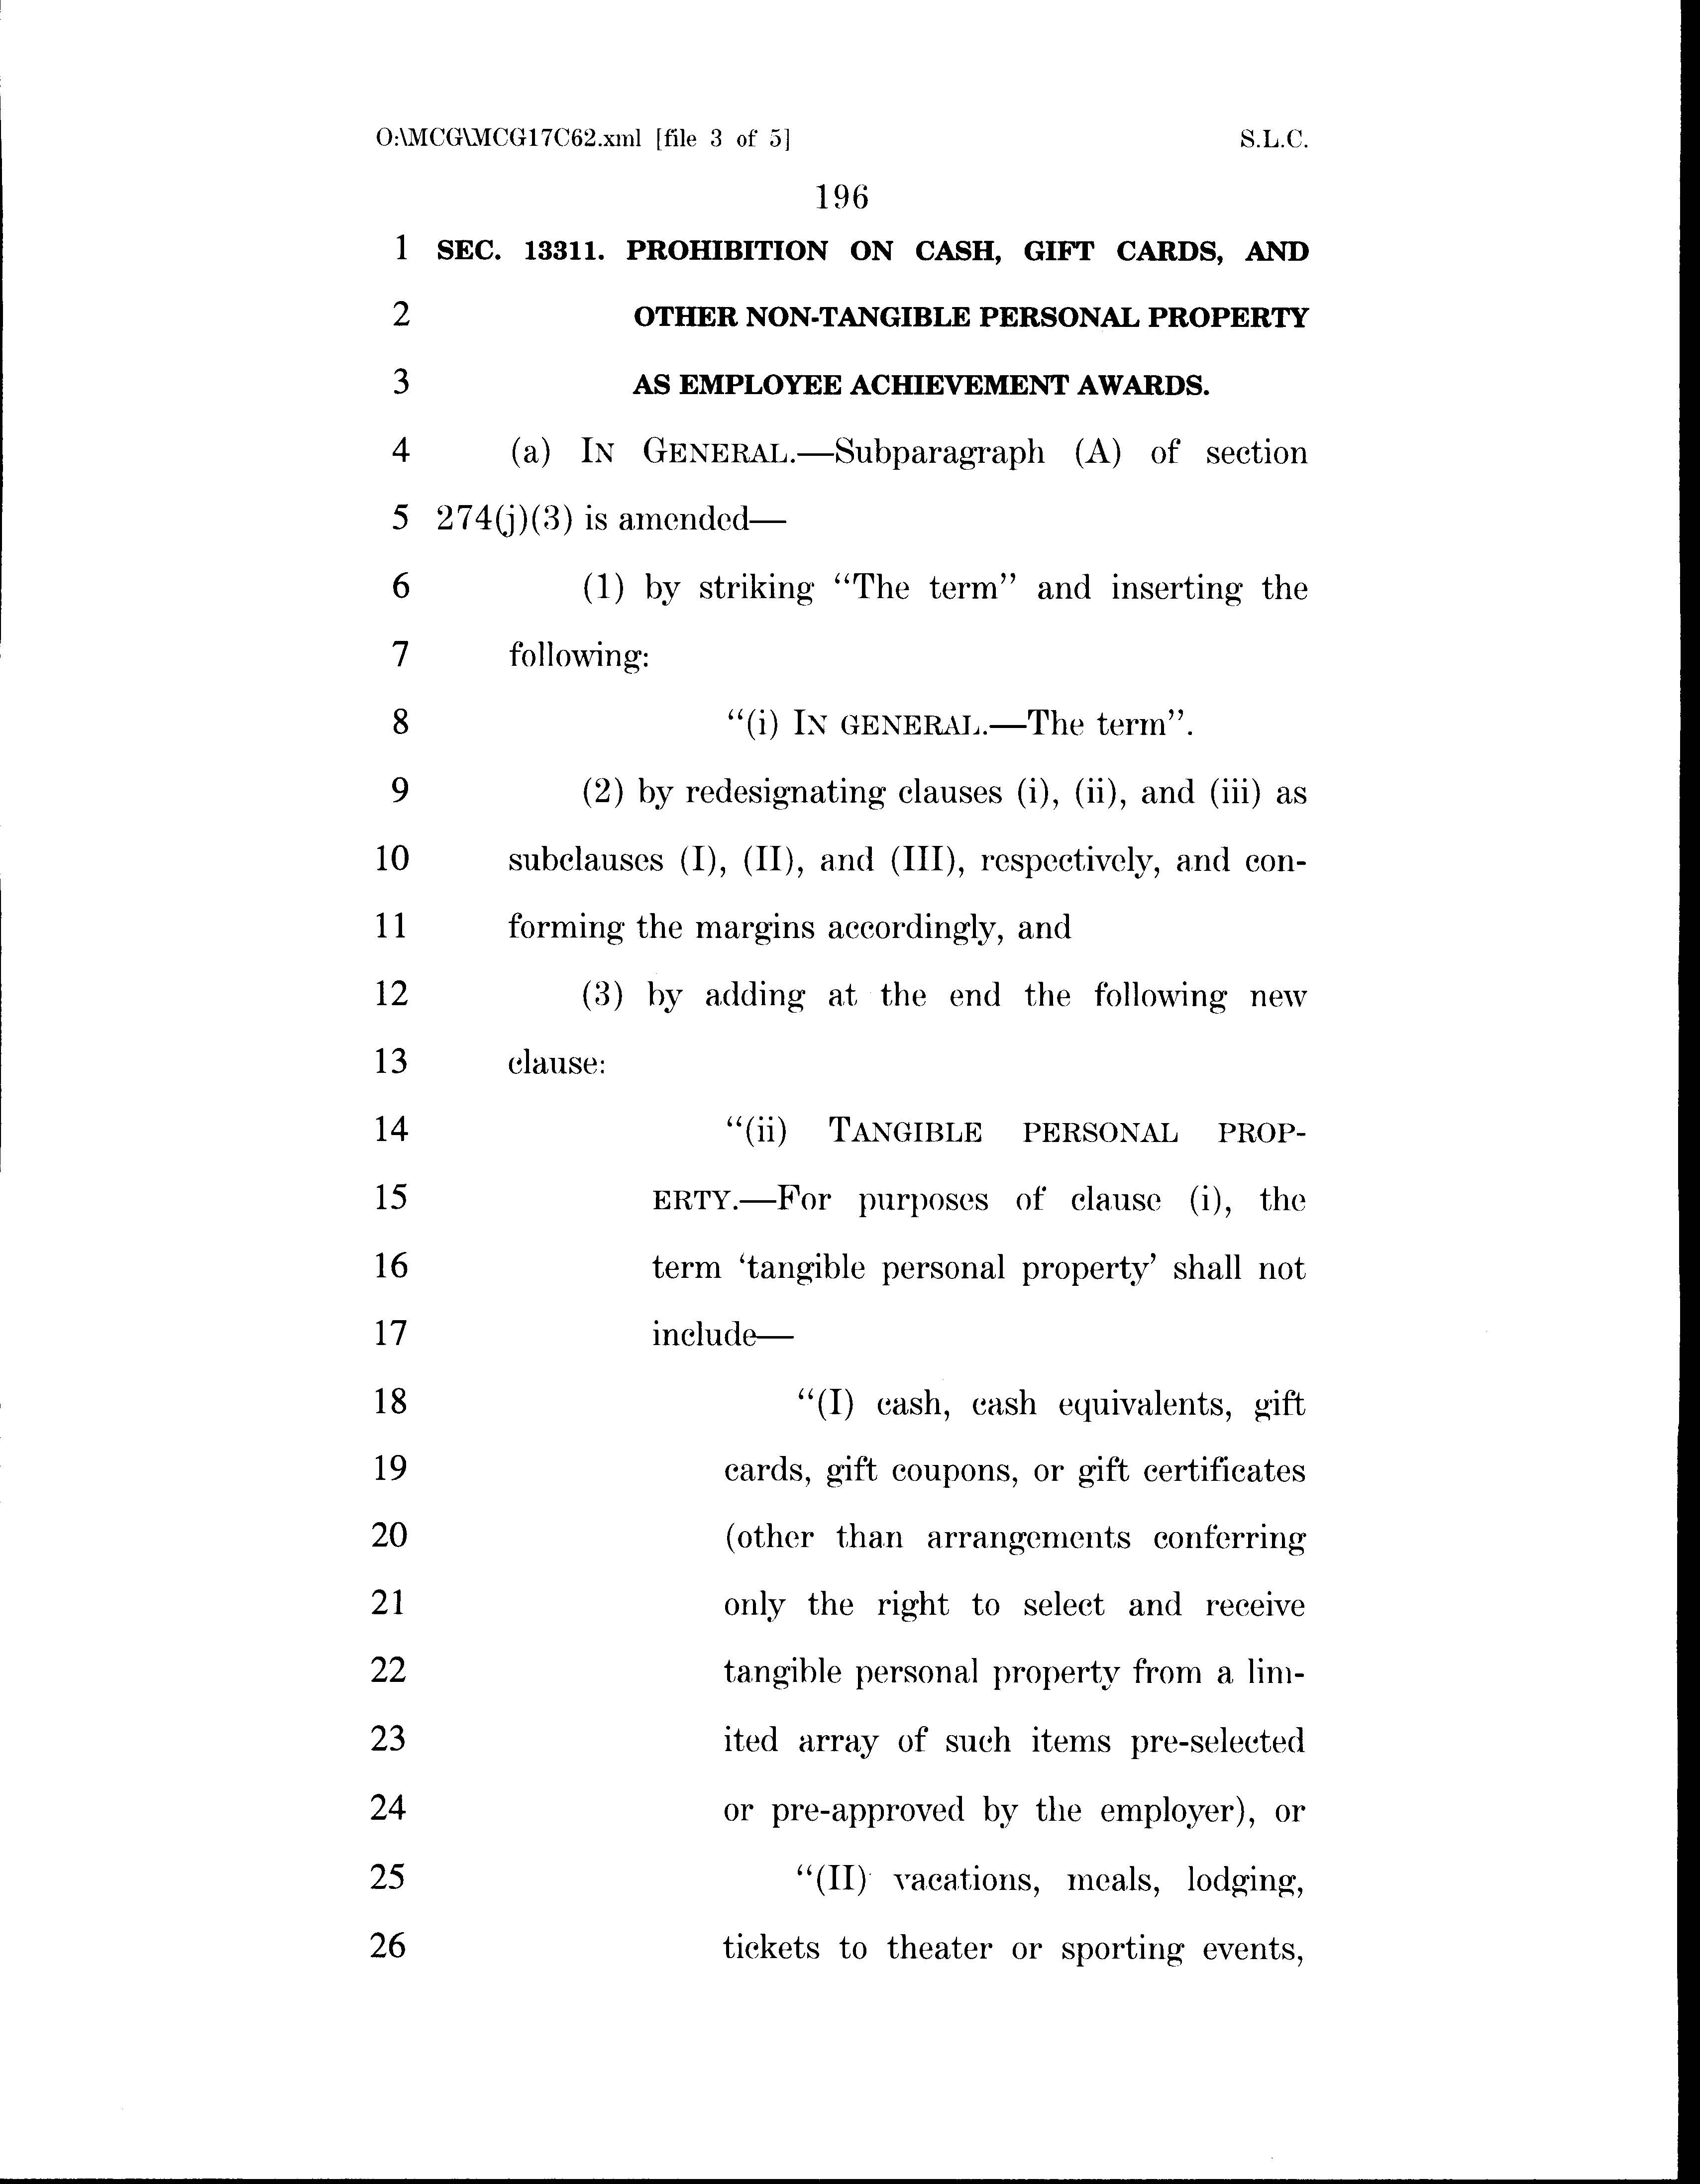 O:\MCG\MCG17C62.xml [file 3 of 5] S.L.C.
196
1 SEC. 13311. PROHIBITION ON CASH, GIFT CARDS, AND
2 OTHER NON-TANGIBLE PERSONAL PROPERTY
3 AS EMPLOYEE ACHIEVEMENT AWARDS.
4 (a) IN GENERAL.—Subparagraph (A) of section
5 274(j)(3) is amended—
6 (1) by striking “The term” and inserting the
7 following:
8 “(i) IN GENERAL.—The term”.
9 (2) by redesignating clauses (i), (ii), and (iii) as
10 subclauses (I), (II), and (III), respectively, and con-
11 forming the margins accordingly, and
12 (3) by adding at the end the following new
13 clause:
14 “(ii) TANGIBLE PERSONAL PROP-
15 ERTY.—For purposes of clause (i), the
16 term ‘tangible personal property’ shall not
17 include—
18 “(I) cash, cash equivalents, gift
19 cards, gift coupons, or gift certificates
20 (other than arrangements conferring
21 only the right to select and receive
22 tangible personal property from a lim-
23 ited array of such items pre-selected
24 or pre-approved by the employer), or
25 “(II) vacations, meals, lodging,
26 tickets to theater or sporting events,